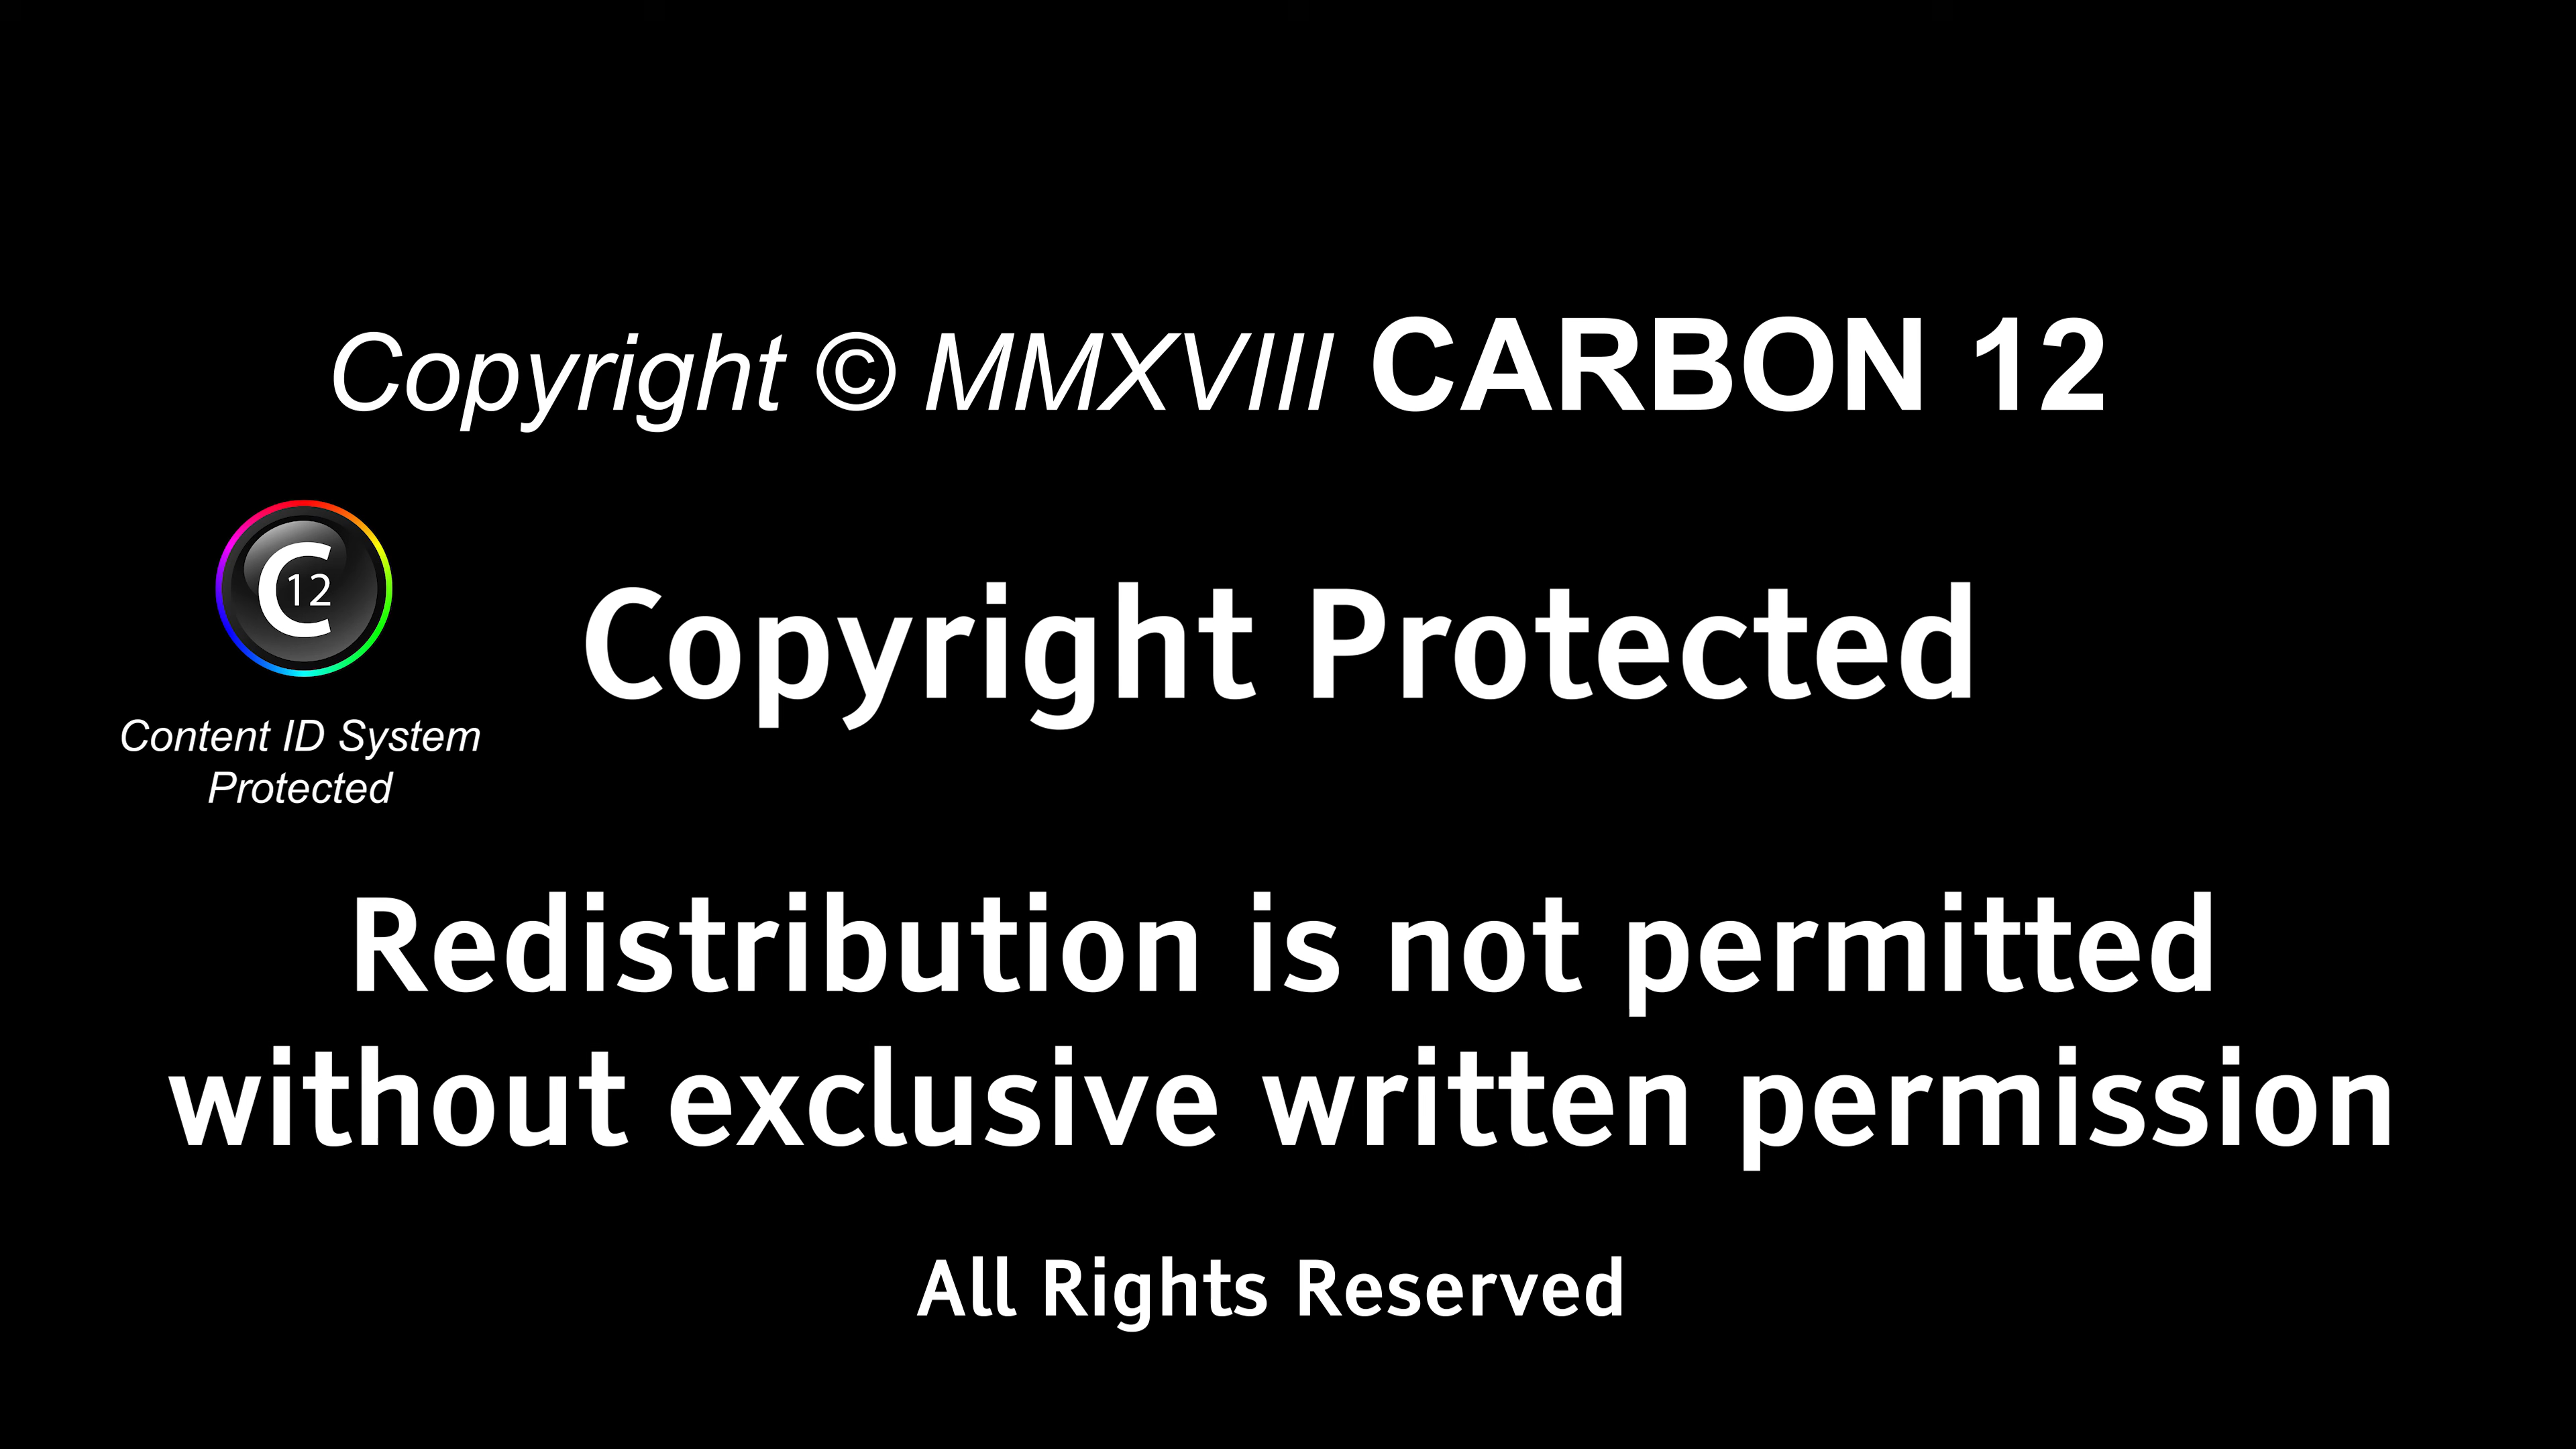 Copyright © MMXVIII CARBON 12
C12
Copyright Protected
Content ID System
Protected
Redistribution is not permitted
without exclusive written permission
All Rights Reserved